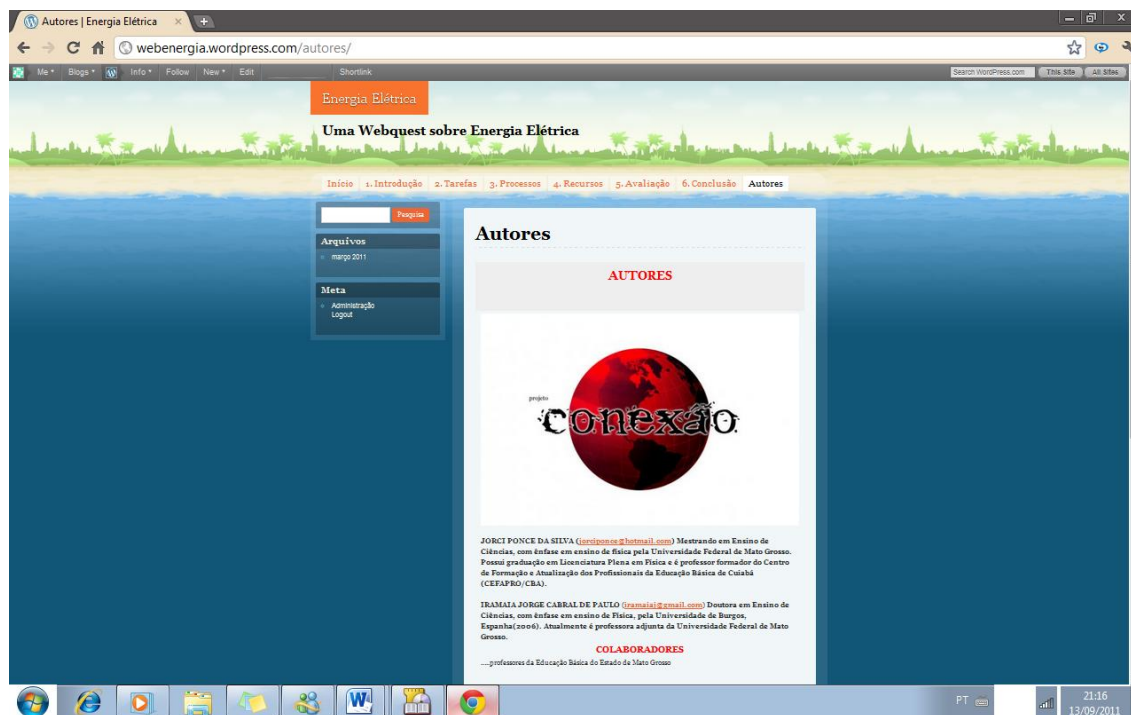 Autores | Energia Elétrica
webenergia.wordpress.com/autores/
Me Blogs Info Follow New Edit Shortlink Search WordPress.com This Site All Sites
Energia Elétrica
Uma Webquest sobre Energia Elétrica
Início 1. Introdução 2. Tarefas 3. Processos 4. Recursos 5. Avaliação 6. Conclusão Autores
Pesquisa
Arquivos
março 2011
Meta
Administração
Logout
Autores
AUTORES
projeto
conexão
JORCI PONCE DA SILVA (jorciponce@hotmail.com) Mestrando em Ensino de
Ciências, com ênfase em ensino de física pela Universidade Federal de Mato Grosso.
Possui graduação em Licenciatura Plena em Física e é professor formador do Centro
de Formação e Atualização dos Profissionais da Educação Básica de Cuiabá
(CEFAPRO/CBA).
IRAMAIA JORGE CABRAL DE PAULO (iramaiaj@gmail.com) Doutora em Ensino de
Ciências, com ênfase em ensino de Física, pela Universidade de Burgos,
Espanha(2006). Atualmente é professora adjunta da Universidade Federal de Mato
Grosso.
COLABORADORES
.....professores da Educação Básica do Estado de Mato Grosso
PT
21:16
13/09/2011